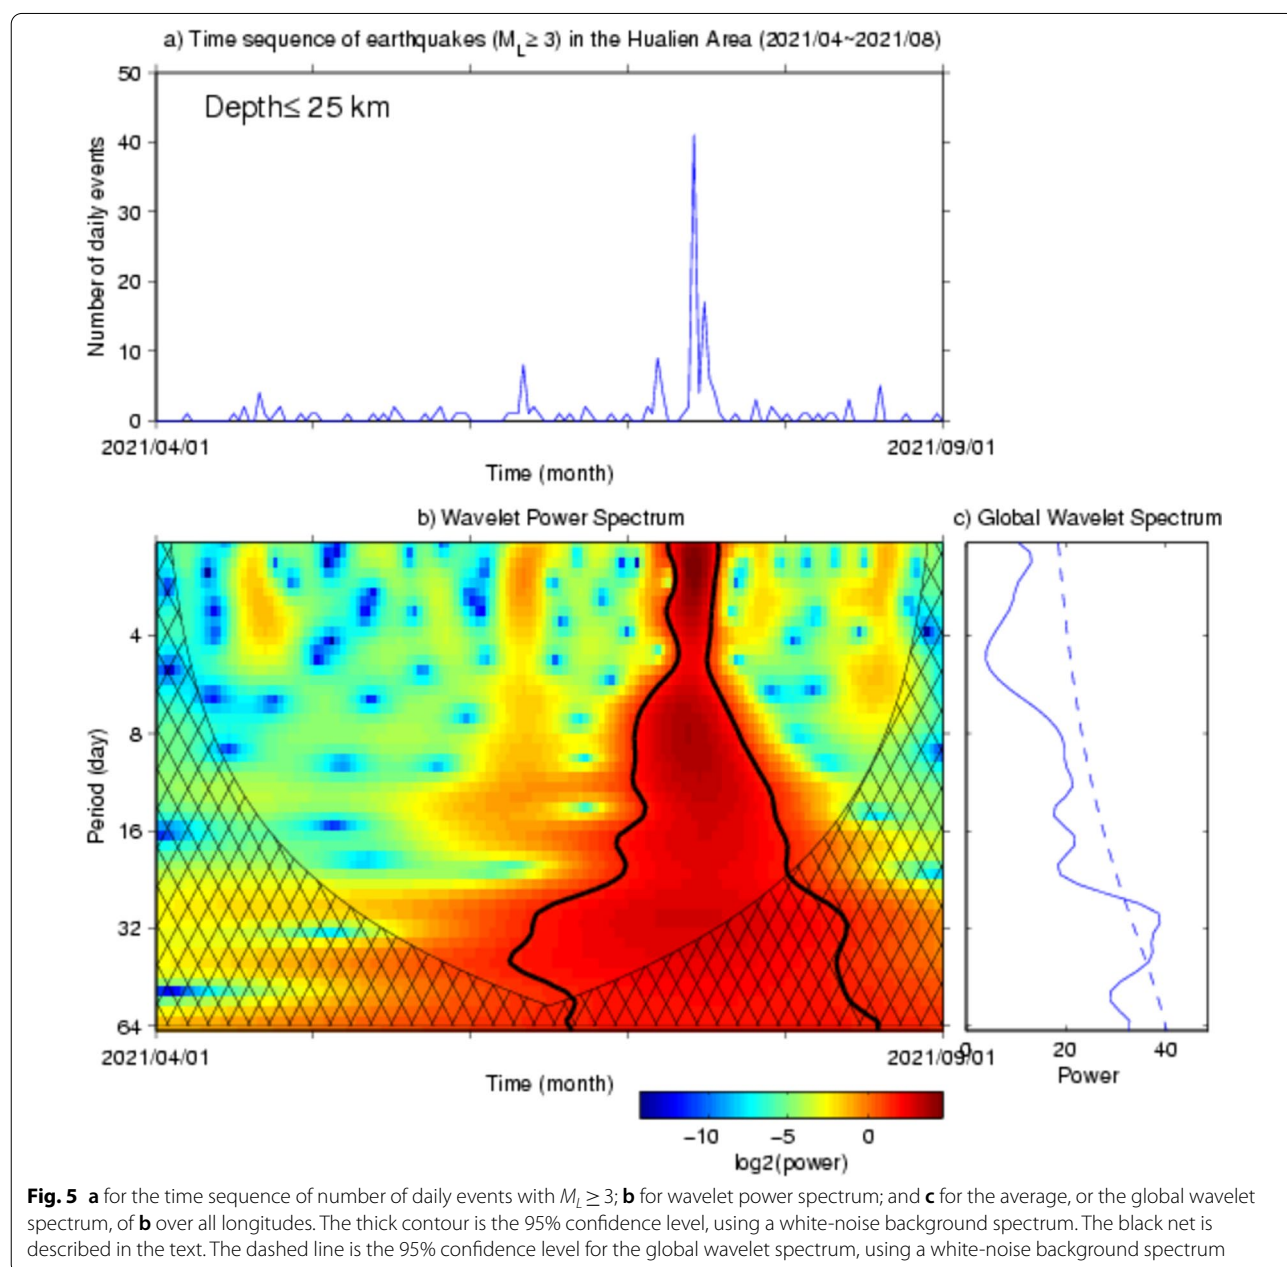 a) Time sequence of earthquakes (ML≥ 3) in the Hualien Area (2021/04~2021/08)
Depth≤ 25 km
Number of daily events
50
40
30
20
10
0
2021/04/01
2021/09/01
Time (month)
b) Wavelet Power Spectrum
Period (day)
4
8
16
32
64
2021/04/01
2021/09/01
Time (month)
c) Global Wavelet Spectrum
0
20
40
Power
−10
−5
0
log2(power)
Fig. 5 a for the time sequence of number of daily events with ML ≥ 3; b for wavelet power spectrum; and c for the average, or the global wavelet
spectrum, of b over all longitudes. The thick contour is the 95% confidence level, using a white-noise background spectrum. The black net is
described in the text. The dashed line is the 95% confidence level for the global wavelet spectrum, using a white-noise background spectrum